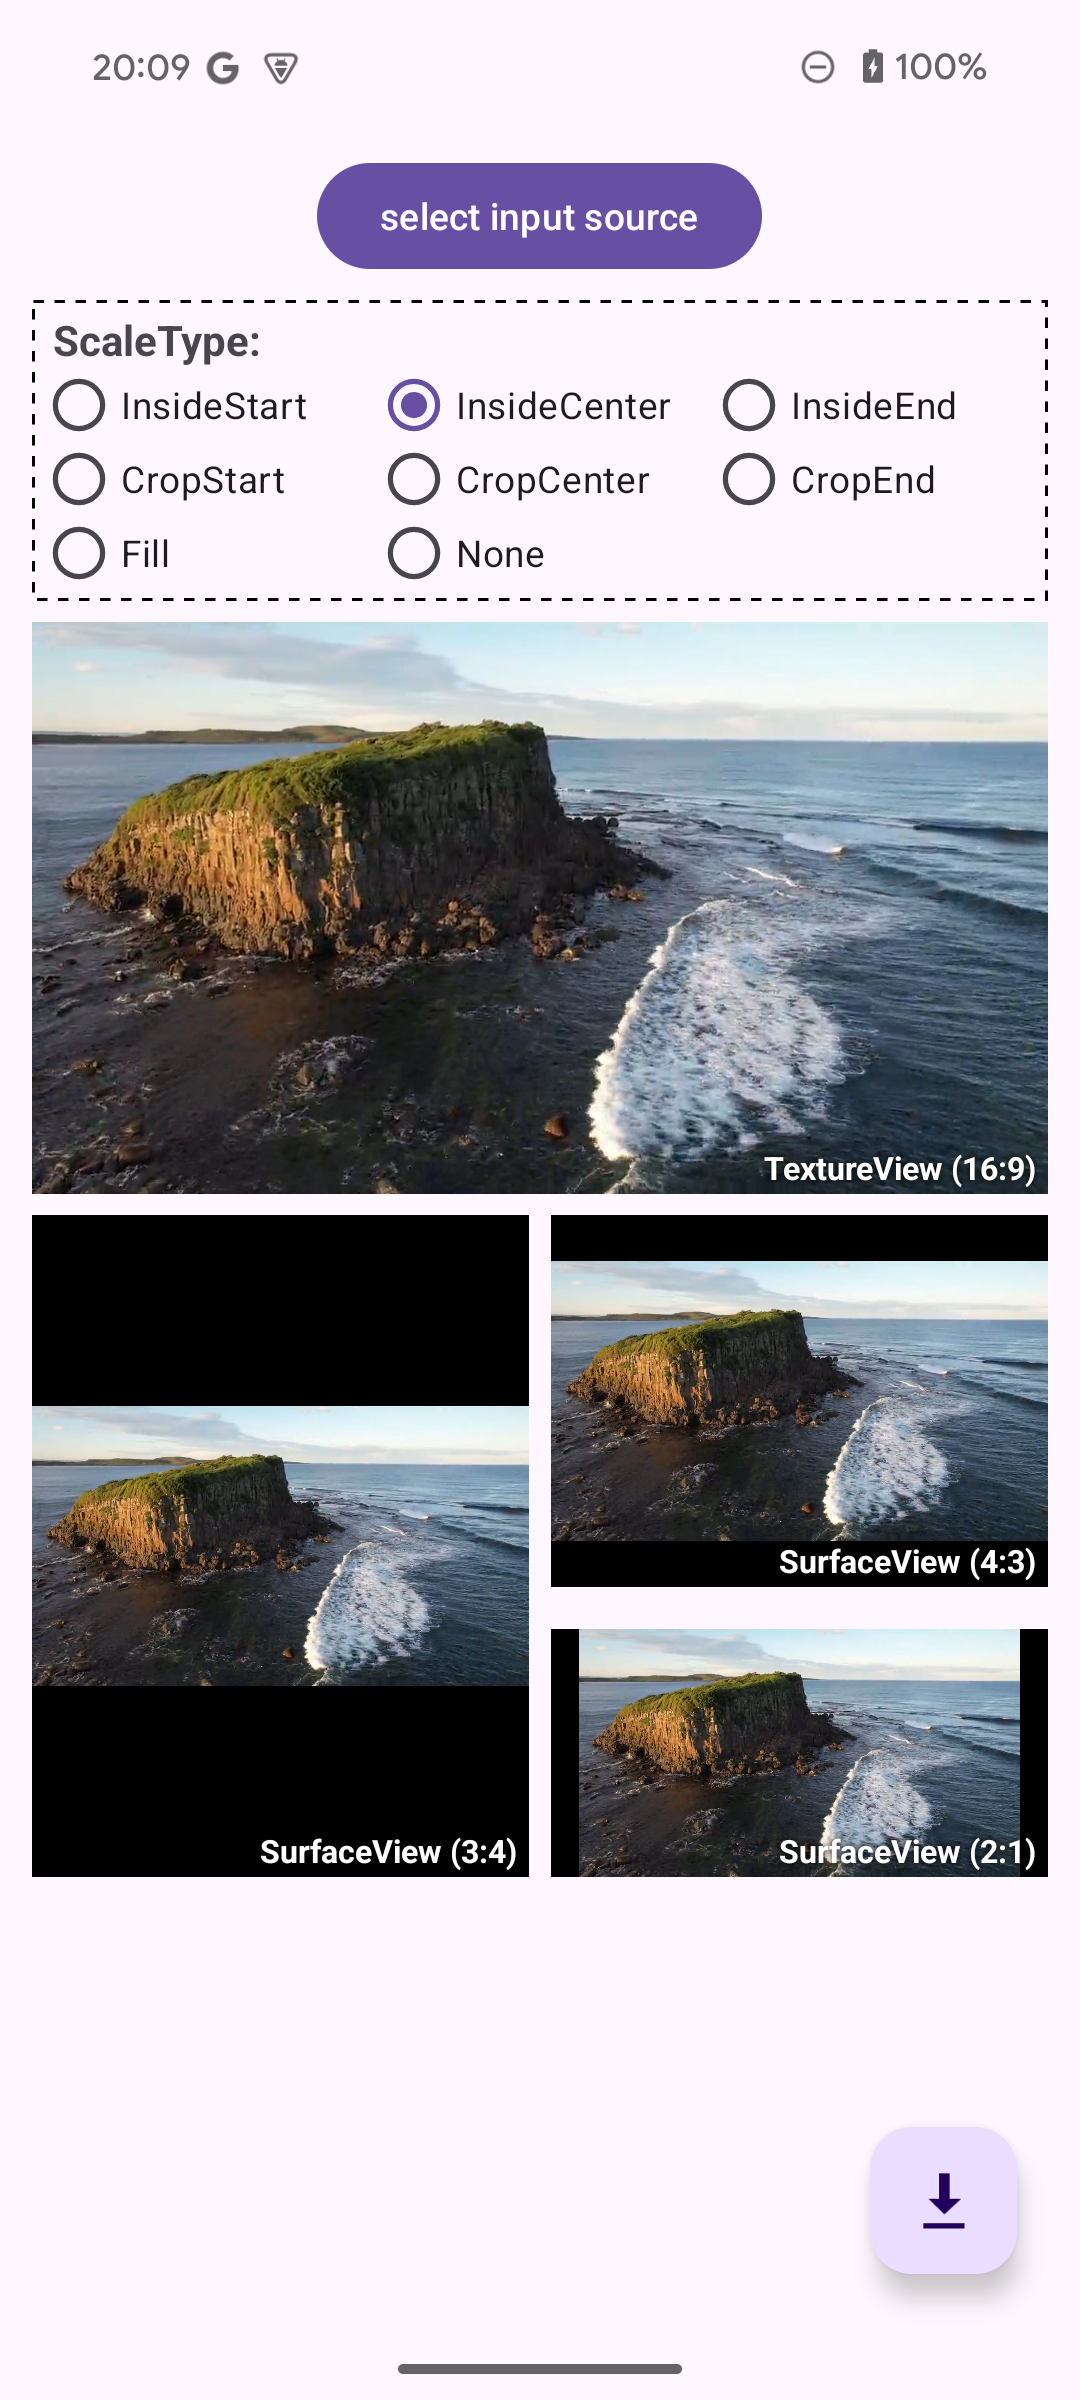 20:09
100%
select input source
ScaleType:
InsideStart InsideCenter InsideEnd
CropStart CropCenter CropEnd
Fill None
TextureView (16:9)
SurfaceView (4:3)
SurfaceView (3:4)
SurfaceView (2:1)